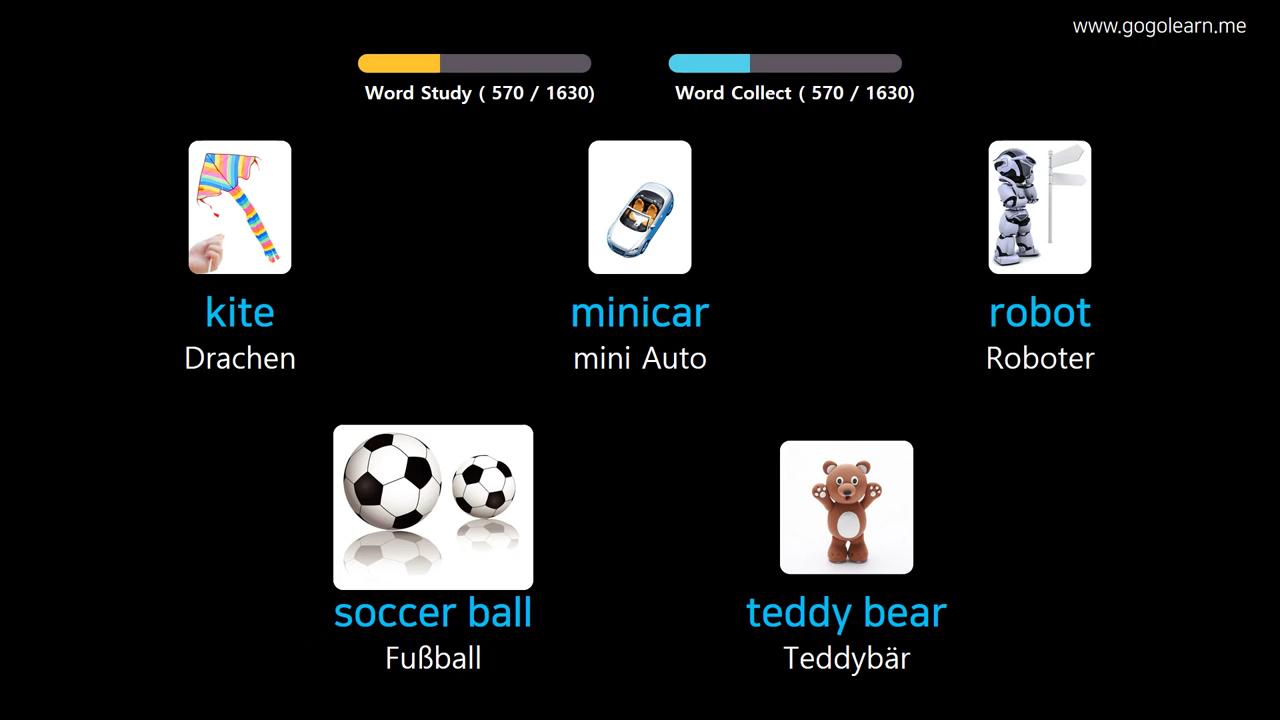 www.gogolearn.me
Word Study ( 570 / 1630)
Word Collect ( 570 / 1630)
kite
minicar
robot
Drachen
mini Auto
Roboter
soccer ball
teddy bear
Fußball
Teddybär